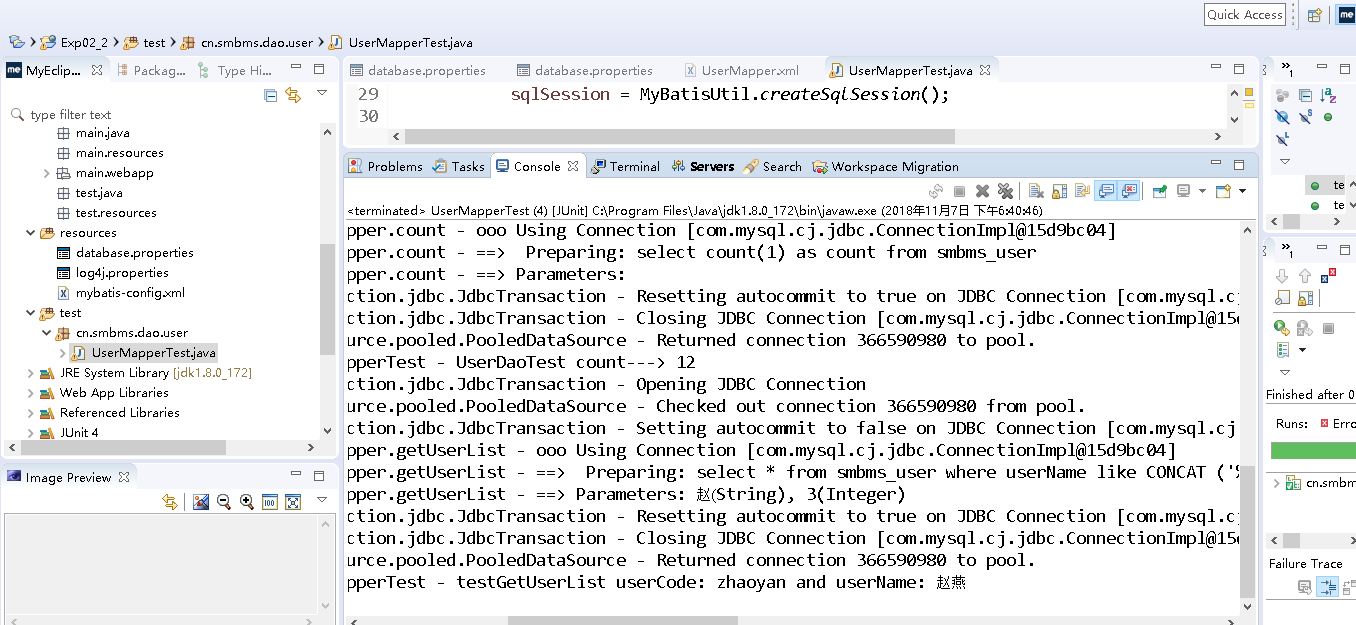 Quick Access
me
Exp02_2 test cn.smbms.dao.user UserMapperTest.java
me MyEclip... Packag... Type Hi...
type filter text
main.java
main.resources
main.webapp
test.java
test.resources
resources
database.properties
log4j.properties
mybatis-config.xml
test
cn.smbms.dao.user
UserMapperTest.java
JRE System Library [jdk1.8.0_172]
Web App Libraries
Referenced Libraries
JUnit 4
Image Preview
database.properties database.properties UserMapper.xml UserMapperTest.java
29 sqlSession = MyBatisUtil.createSqlSession();
30
Problems Tasks Console Terminal Servers Search Workspace Migration
<terminated> UserMapperTest (4) [JUnit] C:\Program Files\Java\jdk1.8.0_172\bin\javaw.exe (2018年11月7日 下午6:40:46)
pper.count - ooo Using Connection [com.mysql.cj.jdbc.ConnectionImpl@15d9bc04]
pper.count - ==>  Preparing: select count(1) as count from smbms_user
pper.count - ==> Parameters:
ction.jdbc.JdbcTransaction - Resetting autocommit to true on JDBC Connection [com.mysql.cj
ction.jdbc.JdbcTransaction - Closing JDBC Connection [com.mysql.cj.jdbc.ConnectionImpl@15
urce.pooled.PooledDataSource - Returned connection 366590980 to pool.
pperTest - UserDaoTest count---> 12
ction.jdbc.JdbcTransaction - Opening JDBC Connection
urce.pooled.PooledDataSource - Checked out connection 366590980 from pool.
ction.jdbc.JdbcTransaction - Setting autocommit to false on JDBC Connection [com.mysql.cj
pper.getUserList - ooo Using Connection [com.mysql.cj.jdbc.ConnectionImpl@15d9bc04]
pper.getUserList - ==>  Preparing: select * from smbms_user where userName like CONCAT ('%
pper.getUserList - ==> Parameters: 赵(String), 3(Integer)
ction.jdbc.JdbcTransaction - Resetting autocommit to true on JDBC Connection [com.mysql.cj
ction.jdbc.JdbcTransaction - Closing JDBC Connection [com.mysql.cj.jdbc.ConnectionImpl@15
urce.pooled.PooledDataSource - Returned connection 366590980 to pool.
pperTest - testGetUserList userCode: zhaoyan and userName: 赵燕
te
te
Finished after 0
Runs: Erro
cn.smbm
Failure Trace